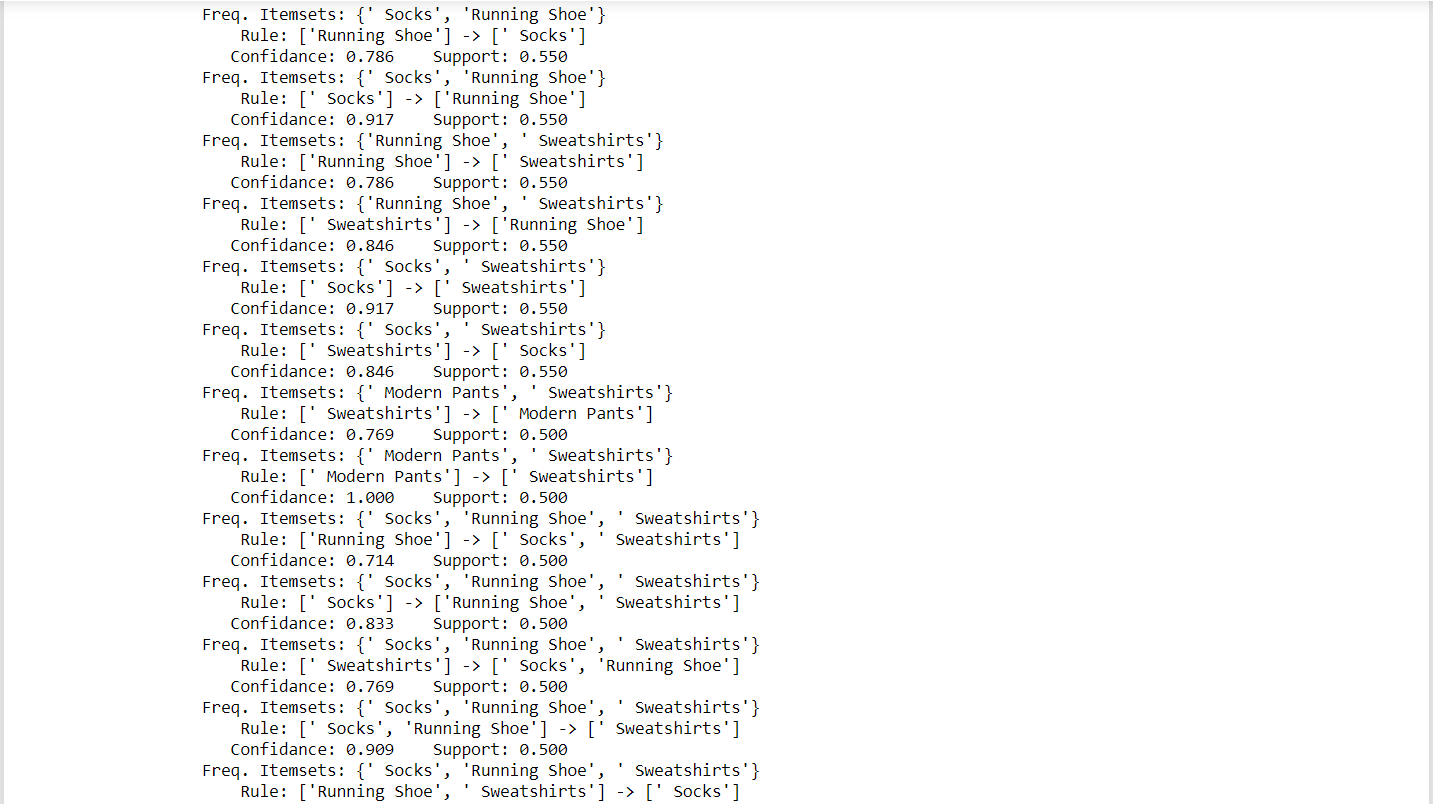 Freq. Itemsets: {' Socks', 'Running Shoe'}
Rule: ['Running Shoe'] -> [' Socks']
Confidance: 0.786    Support: 0.550
Freq. Itemsets: {' Socks', 'Running Shoe'}
Rule: [' Socks'] -> ['Running Shoe']
Confidance: 0.917    Support: 0.550
Freq. Itemsets: {'Running Shoe', ' Sweatshirts'}
Rule: ['Running Shoe'] -> [' Sweatshirts']
Confidance: 0.786    Support: 0.550
Freq. Itemsets: {'Running Shoe', ' Sweatshirts'}
Rule: [' Sweatshirts'] -> ['Running Shoe']
Confidance: 0.846    Support: 0.550
Freq. Itemsets: {' Socks', ' Sweatshirts'}
Rule: [' Socks'] -> [' Sweatshirts']
Confidance: 0.917    Support: 0.550
Freq. Itemsets: {' Socks', ' Sweatshirts'}
Rule: [' Sweatshirts'] -> [' Socks']
Confidance: 0.846    Support: 0.550
Freq. Itemsets: {' Modern Pants', ' Sweatshirts'}
Rule: [' Sweatshirts'] -> [' Modern Pants']
Confidance: 0.769    Support: 0.500
Freq. Itemsets: {' Modern Pants', ' Sweatshirts'}
Rule: [' Modern Pants'] -> [' Sweatshirts']
Confidance: 1.000    Support: 0.500
Freq. Itemsets: {' Socks', 'Running Shoe', ' Sweatshirts'}
Rule: ['Running Shoe'] -> [' Socks', ' Sweatshirts']
Confidance: 0.714    Support: 0.500
Freq. Itemsets: {' Socks', 'Running Shoe', ' Sweatshirts'}
Rule: [' Socks'] -> ['Running Shoe', ' Sweatshirts']
Confidance: 0.833    Support: 0.500
Freq. Itemsets: {' Socks', 'Running Shoe', ' Sweatshirts'}
Rule: [' Sweatshirts'] -> [' Socks', 'Running Shoe']
Confidance: 0.769    Support: 0.500
Freq. Itemsets: {' Socks', 'Running Shoe', ' Sweatshirts'}
Rule: [' Socks', 'Running Shoe'] -> [' Sweatshirts']
Confidance: 0.909    Support: 0.500
Freq. Itemsets: {' Socks', 'Running Shoe', ' Sweatshirts'}
Rule: ['Running Shoe', ' Sweatshirts'] -> [' Socks']